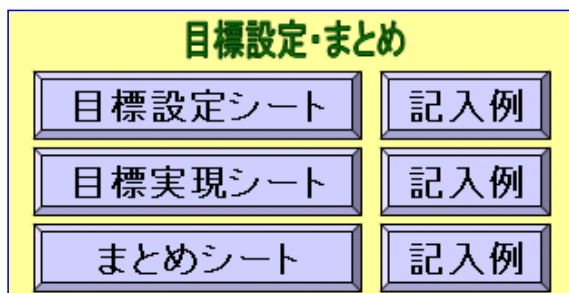 目標設定・まとめ
目標設定シート 記入例
目標実現シート 記入例
まとめシート 記入例